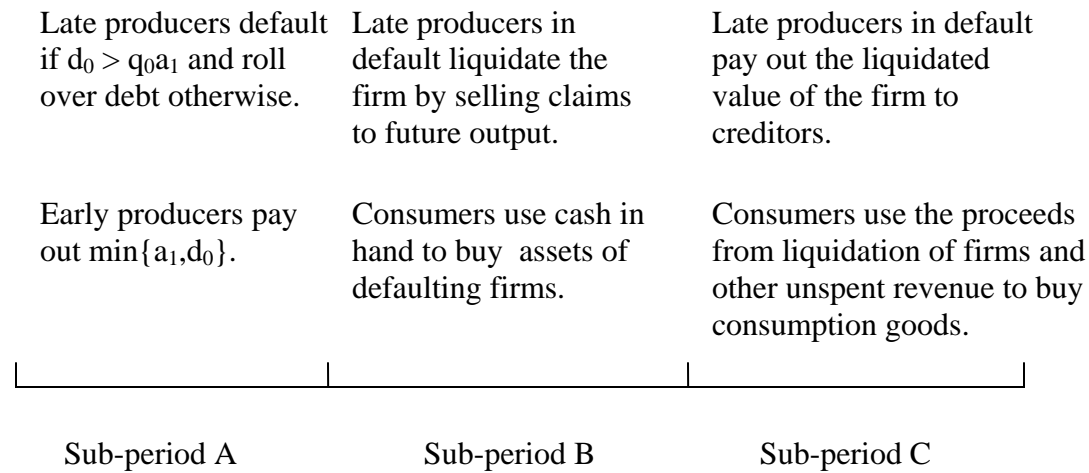 Late producers default
if d₀ > q₀a₁ and roll
over debt otherwise.
Early producers pay
out min{a₁,d₀}.
Late producers in
default liquidate the
firm by selling claims
to future output.
Consumers use cash in
hand to buy assets of
defaulting firms.
Late producers in default
pay out the liquidated
value of the firm to
creditors.
Consumers use the proceeds
from liquidation of firms and
other unspent revenue to buy
consumption goods.
Sub-period A
Sub-period B
Sub-period C